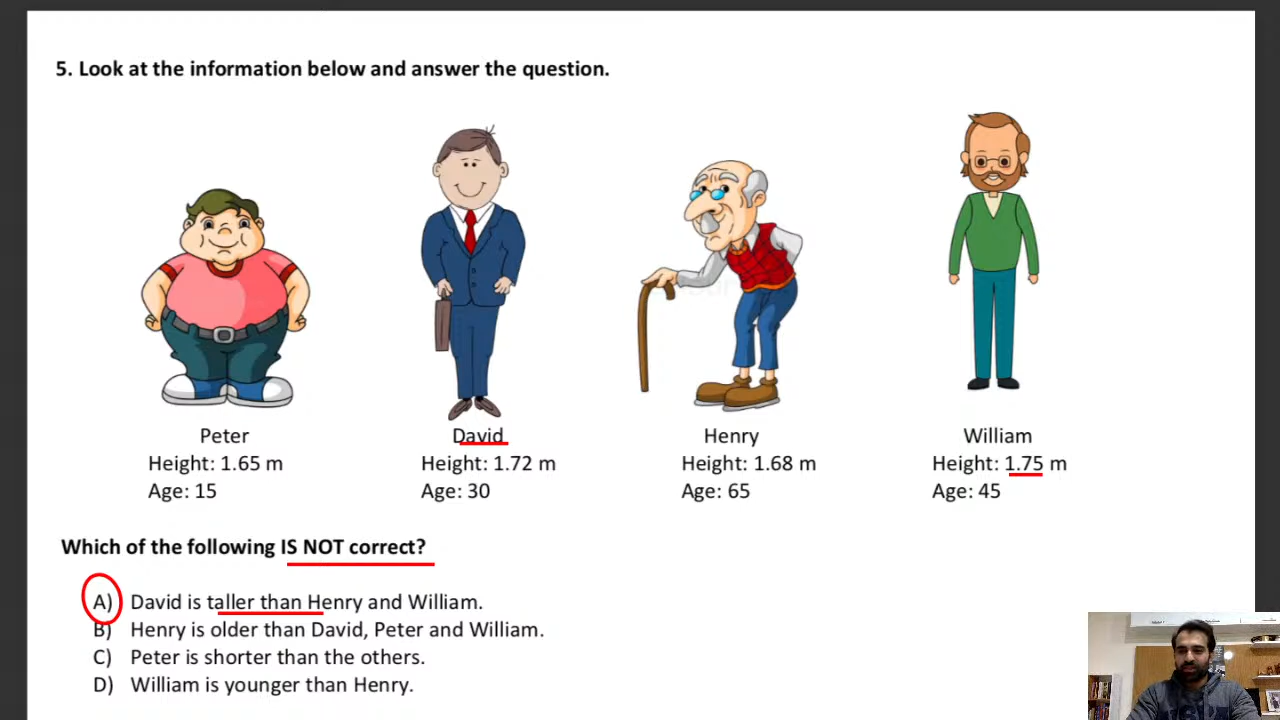 5. Look at the information below and answer the question.
Peter David Henry William
Height: 1.65 m Height: 1.72 m Height: 1.68 m Height: 1.75 m
Age: 15 Age: 30 Age: 65 Age: 45
Which of the following IS NOT correct?
A) David is taller than Henry and William.
B) Henry is older than David, Peter and William.
C) Peter is shorter than the others.
D) William is younger than Henry.